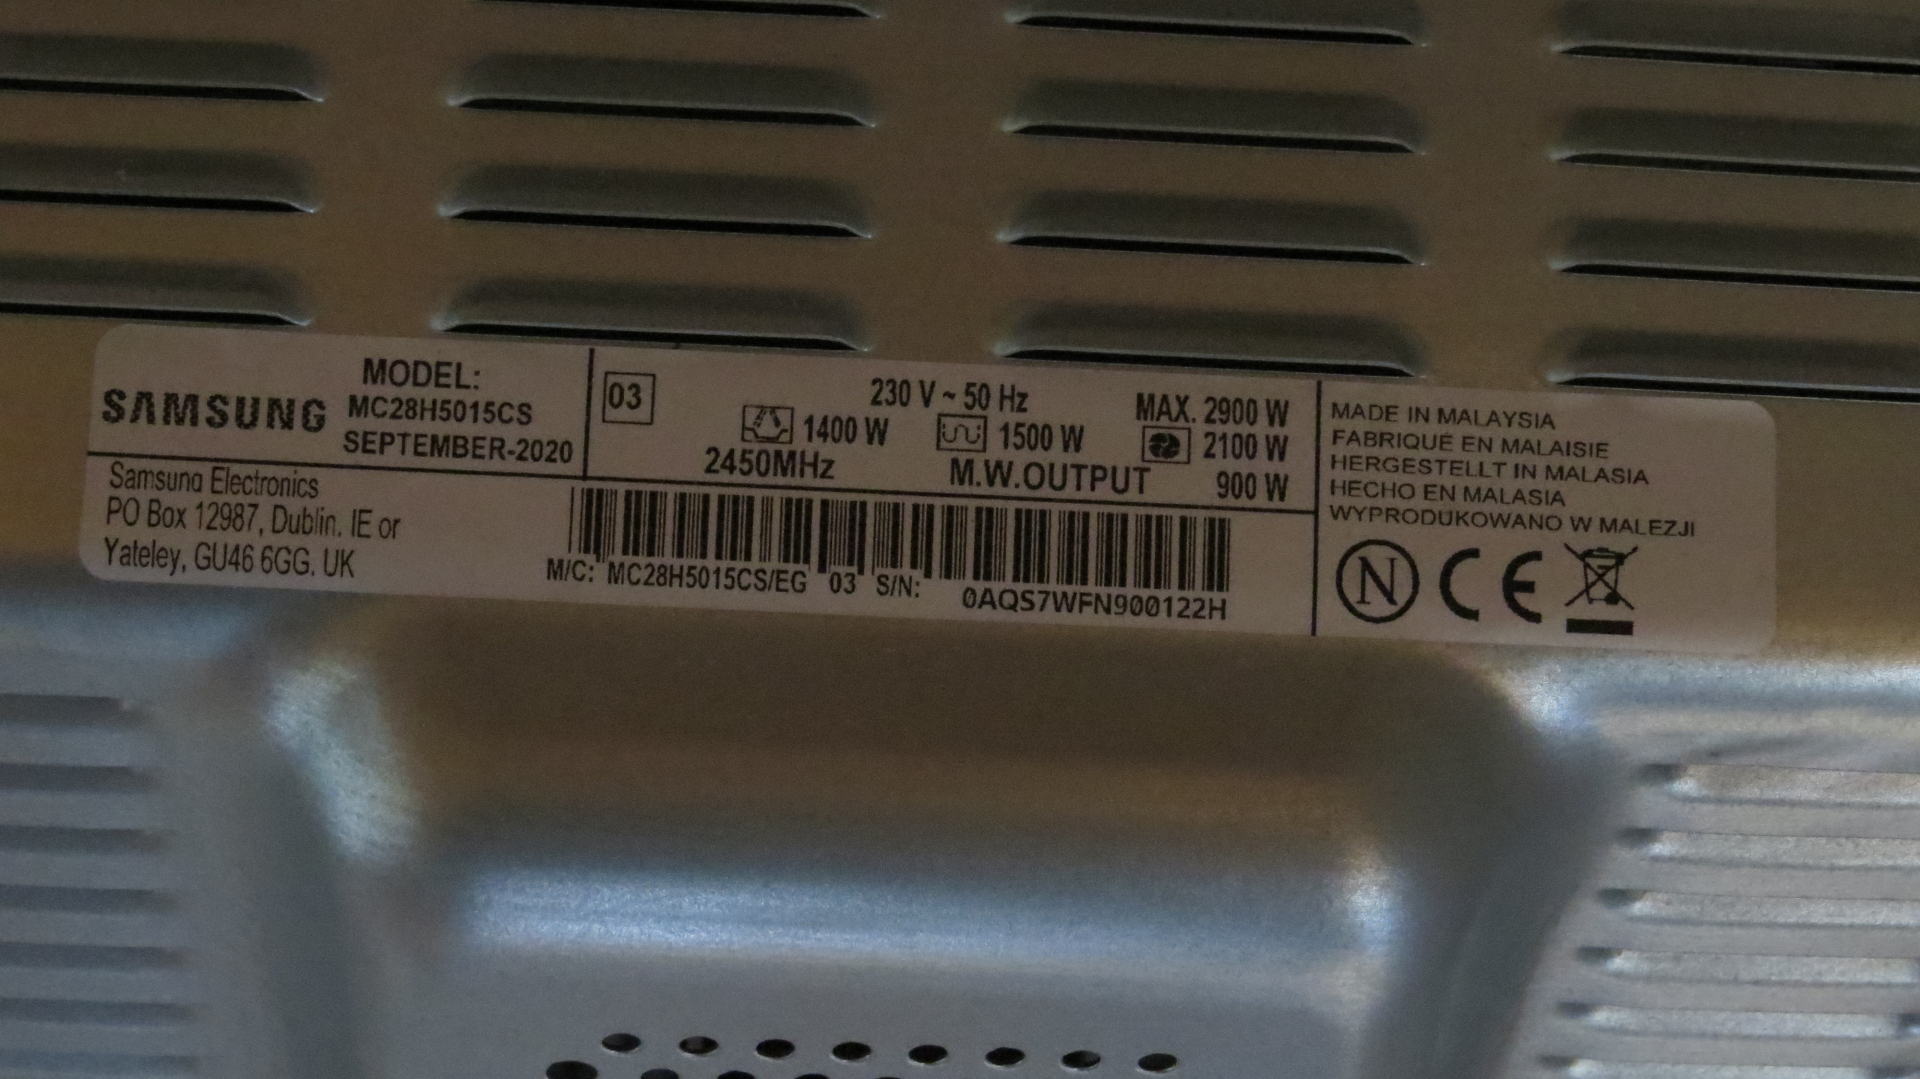 SAMSUNG
MODEL:
MC28H5015CS
SEPTEMBER-2020
Samsung Electronics
PO Box 12987, Dublin. IE or
Yateley, GU46 6GG. UK
03
230 V ~ 50 Hz
MAX. 2900 W
1400 W 1500 W 2100 W
2450MHz M.W.OUTPUT 900 W
M/C: MC28H5015CS/EG 03 S/N: 0AQS7WFN900122H
MADE IN MALAYSIA
FABRIQUÉ EN MALAISIE
HERGESTELLT IN MALASIA
HECHO EN MALASIA
WYPRODUKOWANO W MALEZJI
N CE